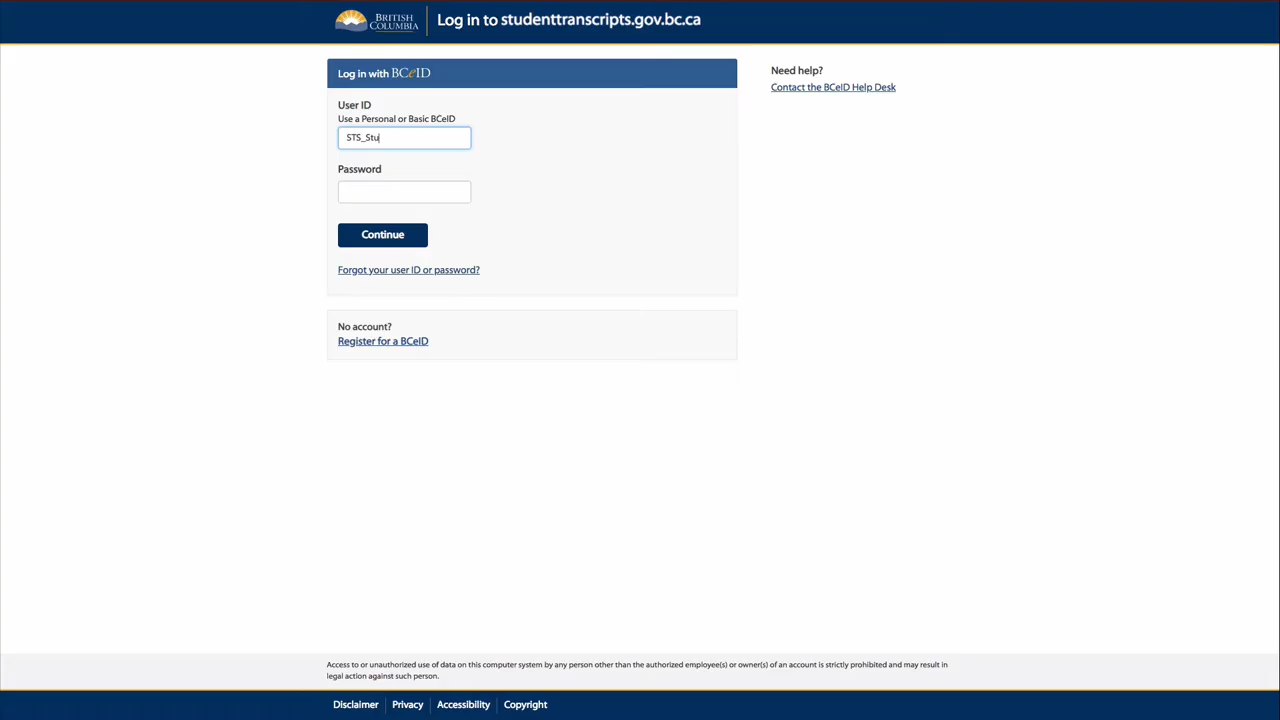 BRITISH COLUMBIA
Log in to studenttranscripts.gov.bc.ca
Log in with BCeID
User ID
Use a Personal or Basic BCeID
STS_Stu
Password
Continue
Forgot your user ID or password?
No account?
Register for a BCeID
Need help?
Contact the BCeID Help Desk
Access to or unauthorized use of data on this computer system by any person other than the authorized employee(s) or owner(s) of an account is strictly prohibited and may result in
legal action against such person.
Disclaimer Privacy Accessibility Copyright